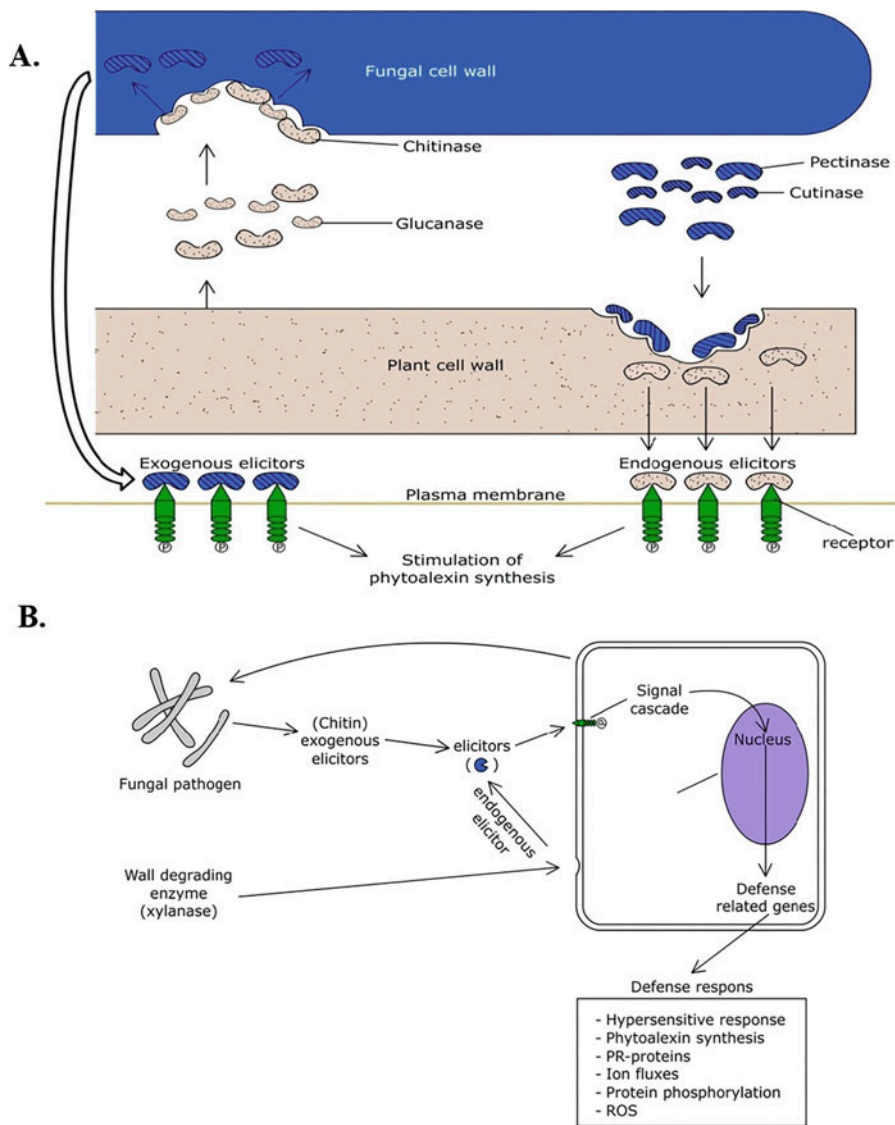 A.
Fungal cell wall
Chitinase
Pectinase
Cutinase
Glucanase
Plant cell wall
Exogenous elicitors
Endogenous elicitors
Plasma membrane
receptor
Stimulation of
phytoalexin synthesis
P
P
P
P
P
P
B.
Fungal pathogen
(Chitin)
exogenous
elicitors
elicitors
( )
endogenous
elicitor
Wall degrading
enzyme
(xylanase)
Signal
cascade
P
Nucleus
Defense
related genes
Defense respons
- Hypersensitive response
- Phytoalexin synthesis
- PR-proteins
- Ion fluxes
- Protein phosphorylation
- ROS